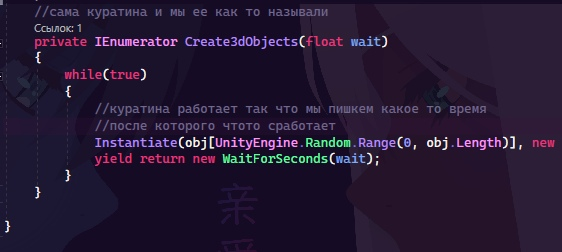 //сама куратина и мы ее как то называли
Ссылок: 1
private IEnumerator Create3dObjects(float wait)
{
while(true)
{
//куратина работает так что мы пишкем какое то время
//после которого чтото сработает
Instantiate(obj[UnityEngine.Random.Range(0, obj.Length)], new
yield return new WaitForSeconds(wait);
}
}
}
亲